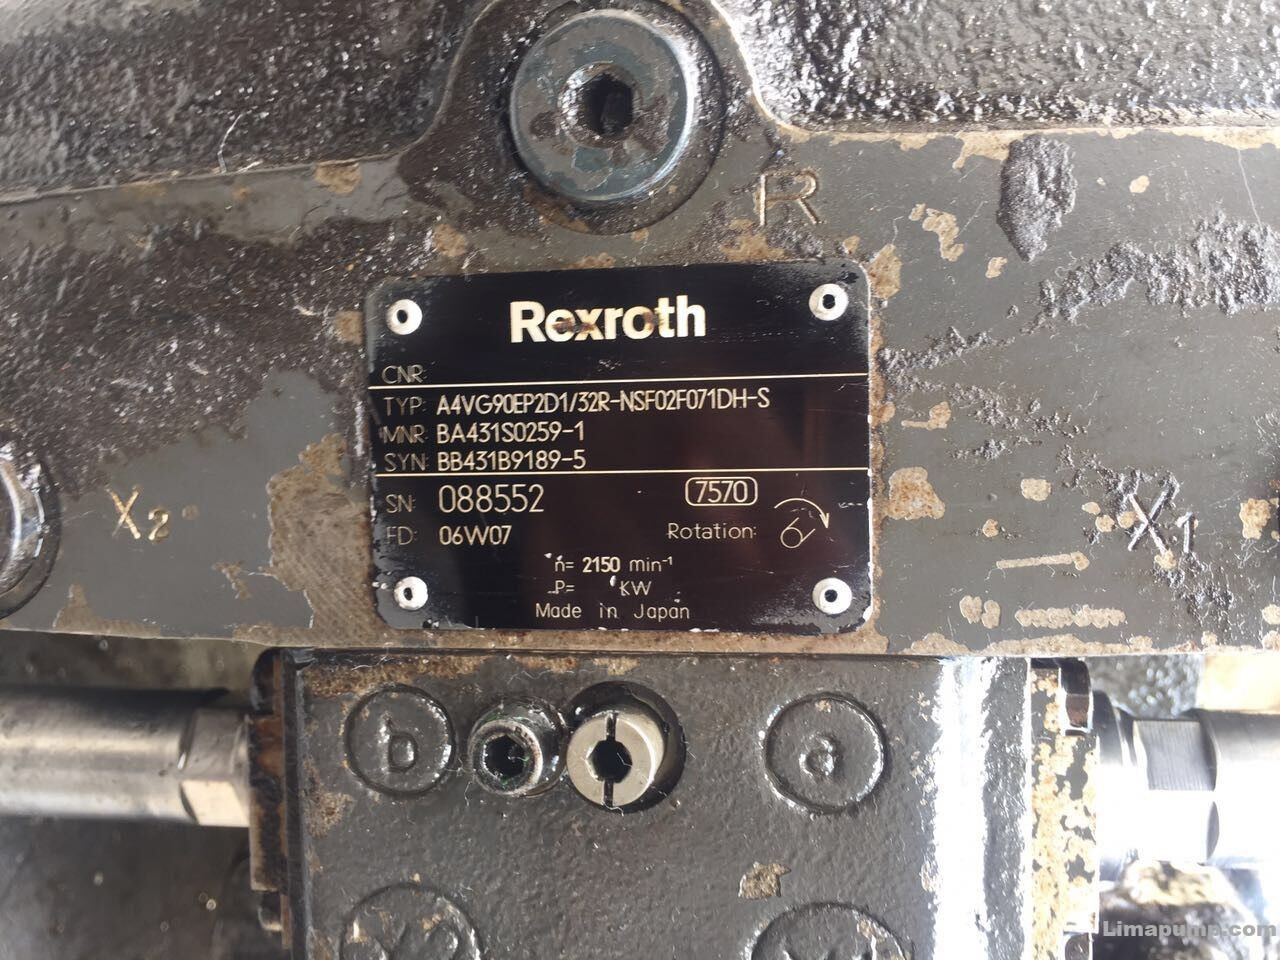 R
Rexroth
CNR:
TYP: A4VG90EP2D1/32R-NSF02F071DH-S
MNR: BA431S0259-1
SYN: BB431B9189-5
SN: 088552
7570
FD: 06W07
Rotation:
n= 2150 min⁻¹
P= KW
Made in Japan
X2
X1
b
a
Limapump.com